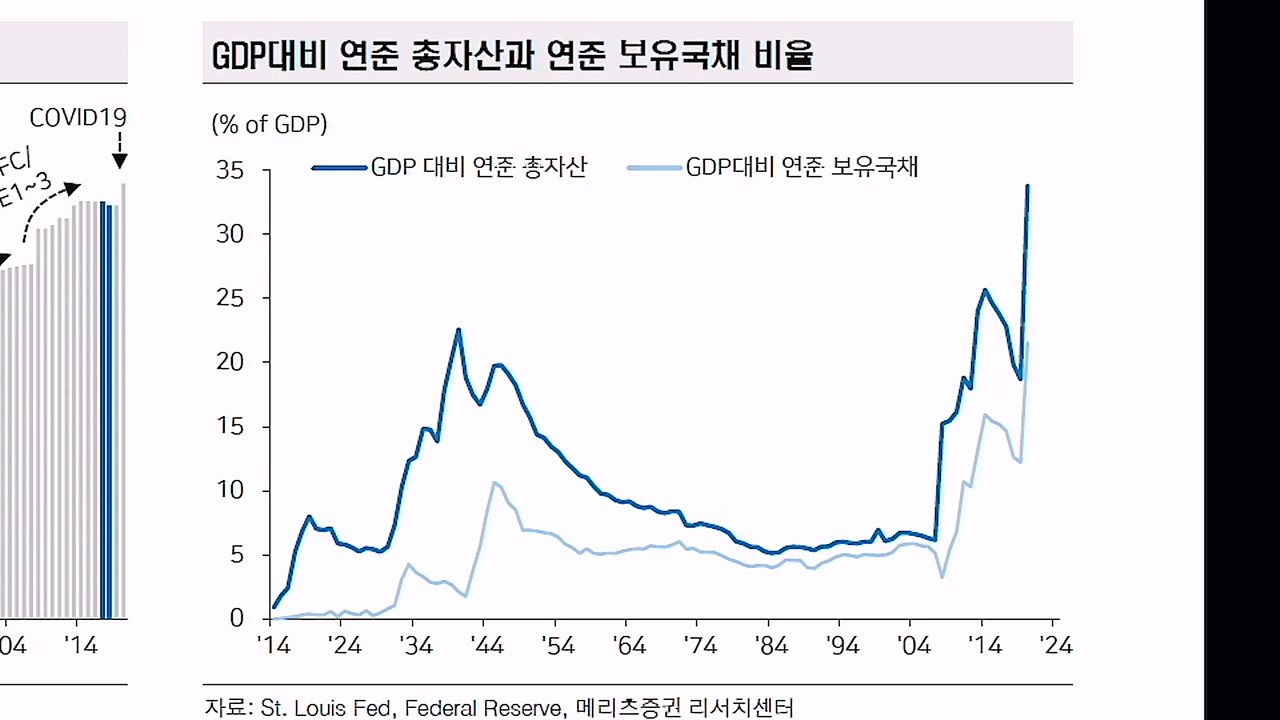 GDP대비 연준 총자산과 연준 보유국채 비율
COVID19
FC/
E1~3
04 '14
(% of GDP)
GDP 대비 연준 총자산 GDP대비 연준 보유국채
35
30
25
20
15
10
5
0
'14 '24 '34 '44 '54 '64 '74 '84 '94 '04 '14 '24
자료: St. Louis Fed, Federal Reserve, 메리츠증권 리서치센터